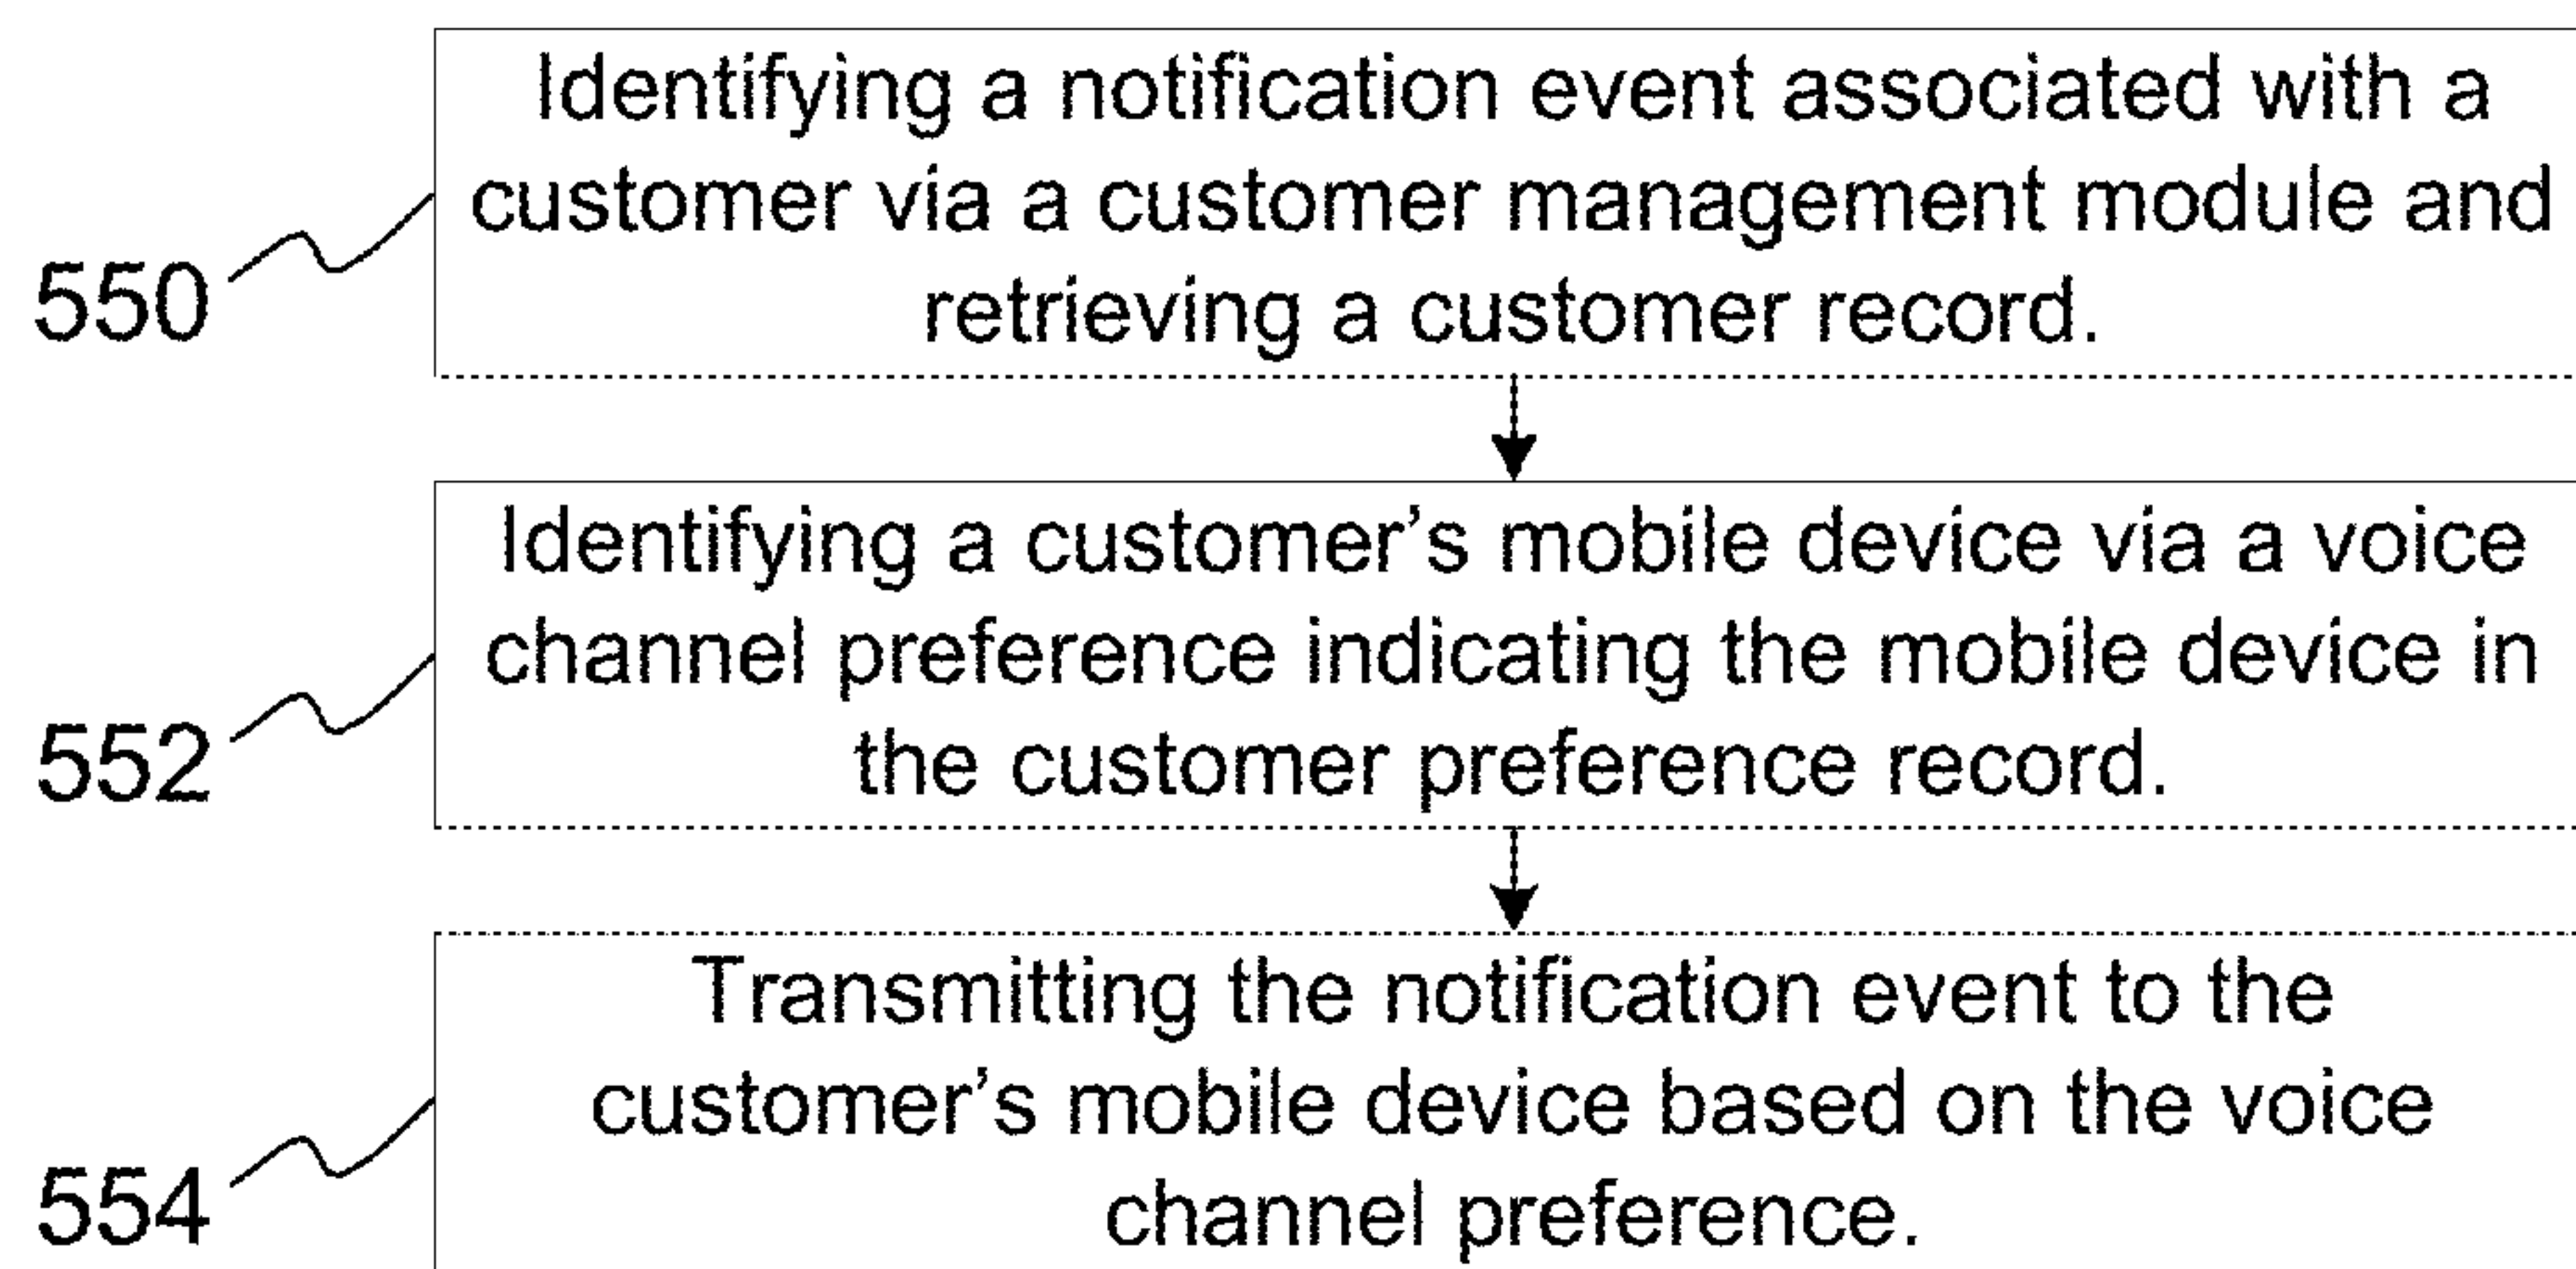 Identifying a notification event associated with a
customer via a customer management module and
retrieving a customer record.
550
Identifying a customer’s mobile device via a voice
channel preference indicating the mobile device in
the customer preference record.
552
Transmitting the notification event to the
customer’s mobile device based on the voice
channel preference.
554